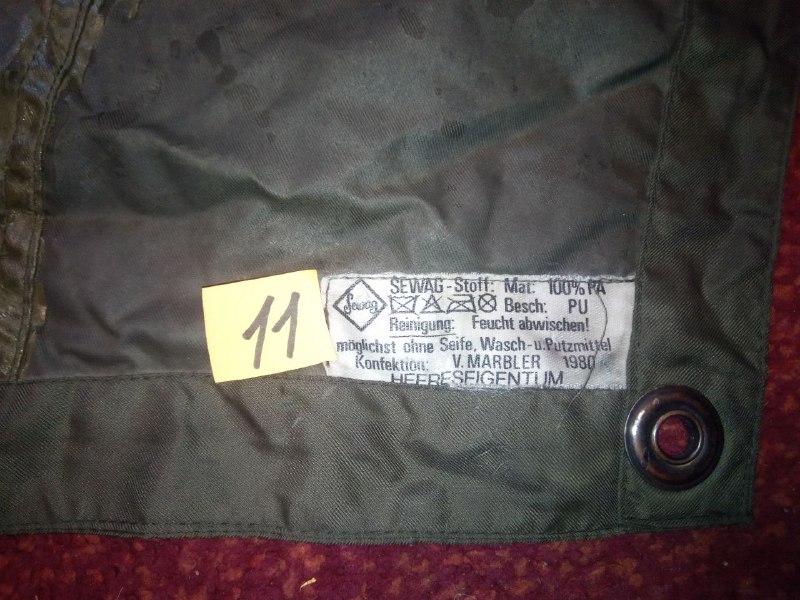 11
Sewag
SEWAG-Stoff: Mat: 100% PA
Besch: PU
Reinigung: Feucht abwischen!
möglichst ohne Seife, Wasch-u.Putzmittel
Konfektion: V. MARBLER 1980
HEERESEIGENTUM